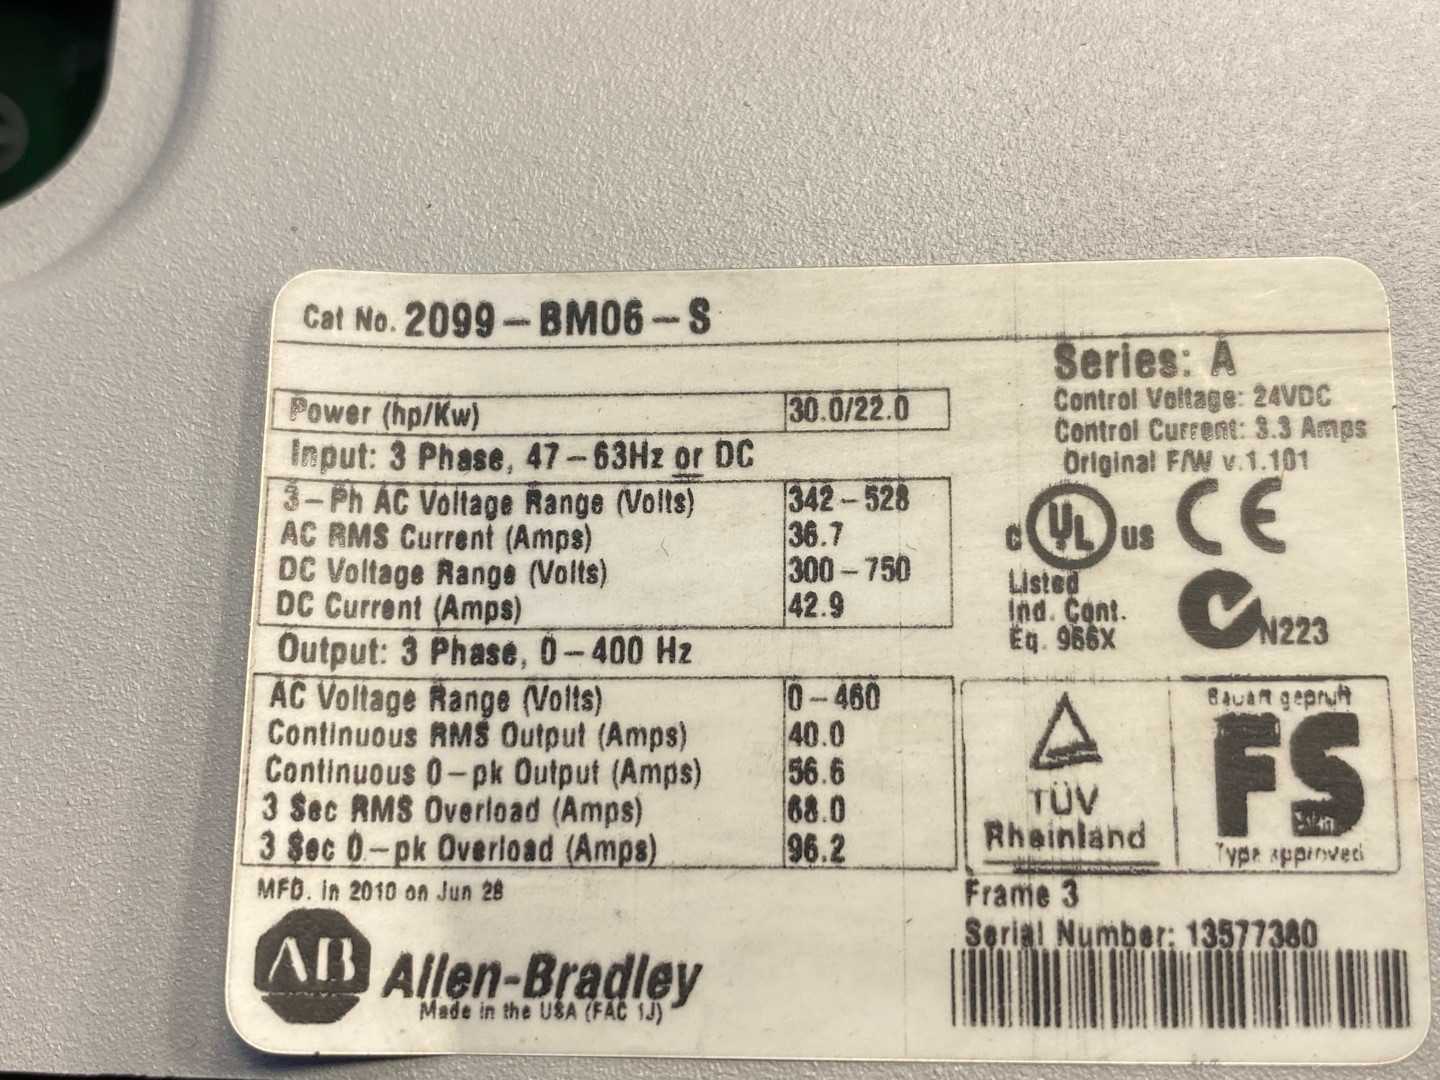 Cat No. 2099-BM06-S
Series: A
Control Voltage: 24VDC
Control Current: 3.3 Amps
Original F/W v.1.101
Power (hp/Kw) 30.0/22.0
Input: 3 Phase, 47-63Hz or DC
3-Ph AC Voltage Range (Volts) 342-528
AC RMS Current (Amps) 36.7
DC Voltage Range (Volts) 300-750
DC Current (Amps) 42.9
Output: 3 Phase, 0-400 Hz
AC Voltage Range (Volts) 0-460
Continuous RMS Output (Amps) 40.0
Continuous 0-pk Output (Amps) 56.6
3 Sec RMS Overload (Amps) 68.0
3 Sec 0-pk Overload (Amps) 96.2
MFD. in 2010 on Jun 28
AB
Allen-Bradley
Made in the USA (FAC 1J)
c UL us CE
Listed
Ind. Cont.
Eq. 966X
N223
TÜV
Rheinland
Bauart geprüft
FS
Type approved
Frame 3
Serial Number: 13577380